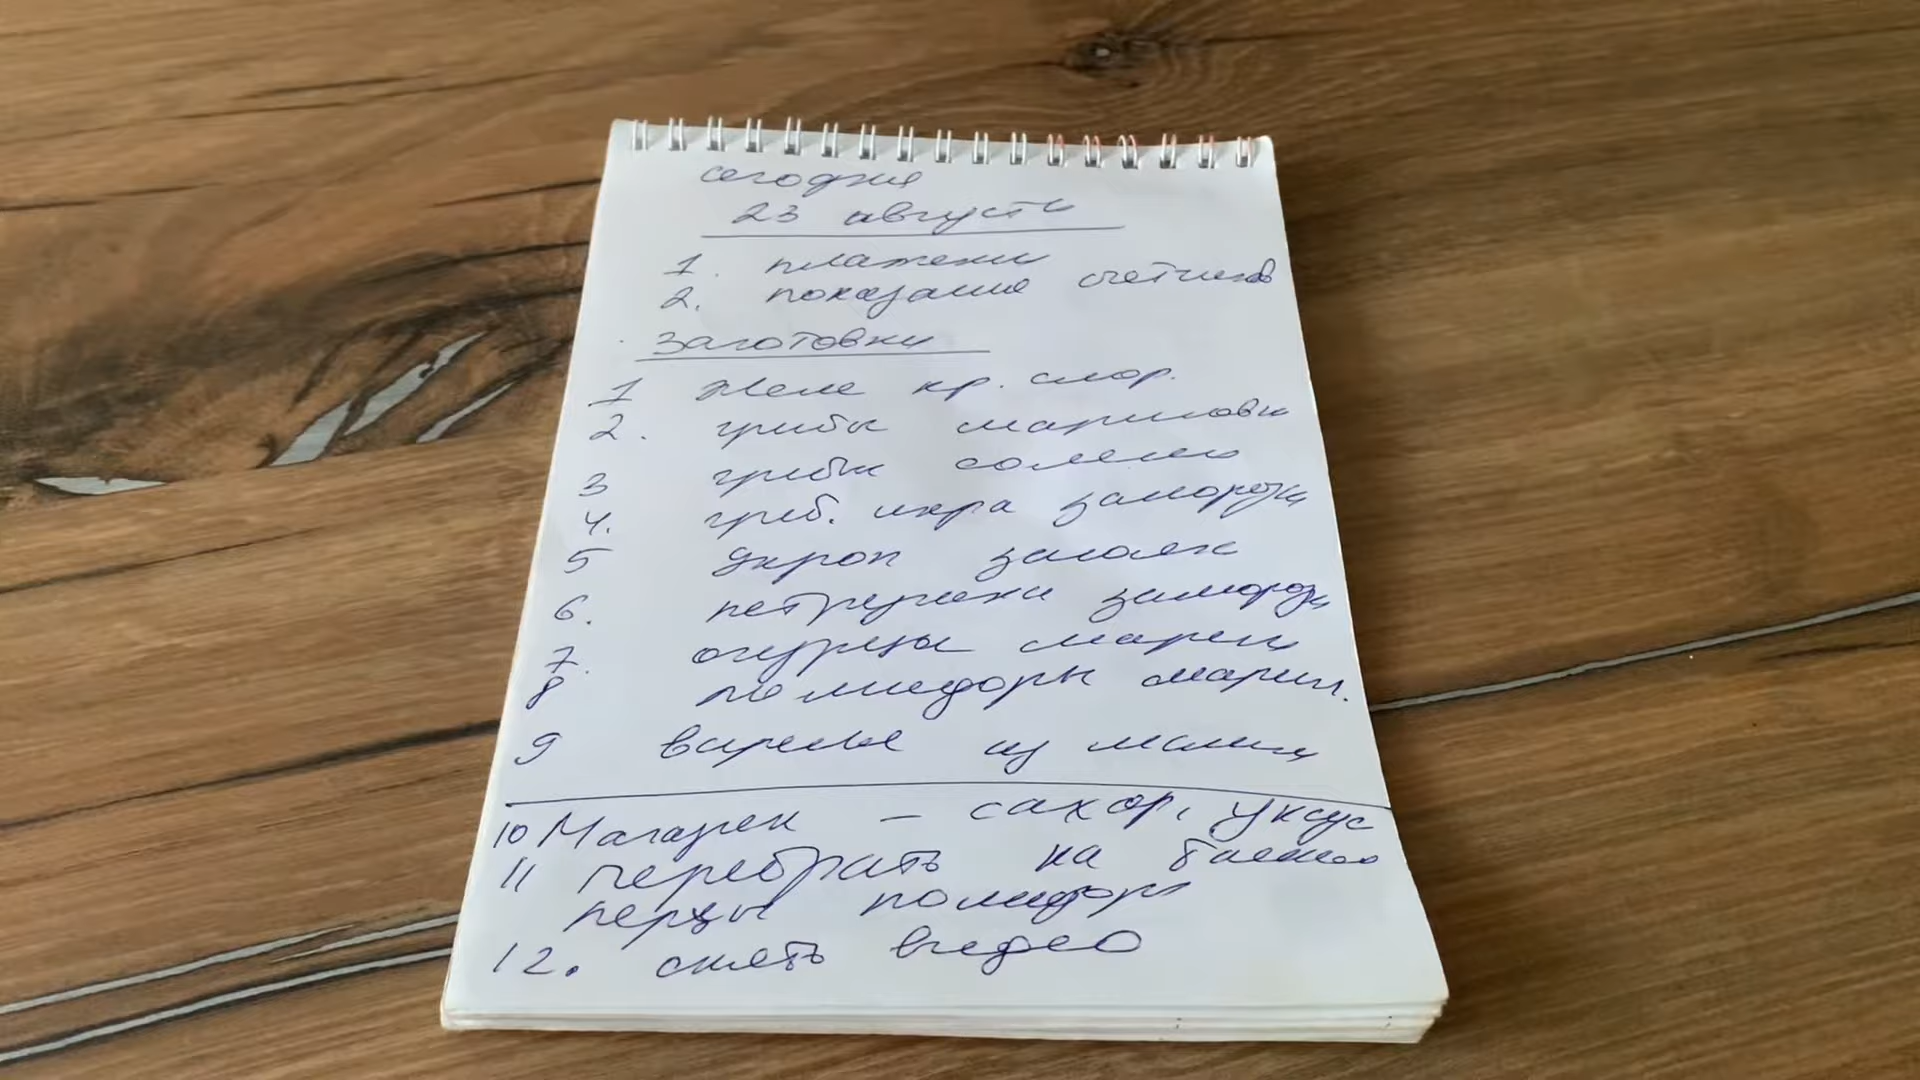 сегодня
23 августа
1. платежи
2. показания счетчиков
Заготовки
1 Желе кр. смор.
2. грибы маринов
3 грибы солен
4. гриб. икра заморозка
5 укроп засолка
6. петрушка заморозка
7. огурцы марин
8 помидоры марин.
9 варенье из малины
10 Магазин – сахар, уксус
11 перебрать на балконе
перцы помидоры
12. снять видео